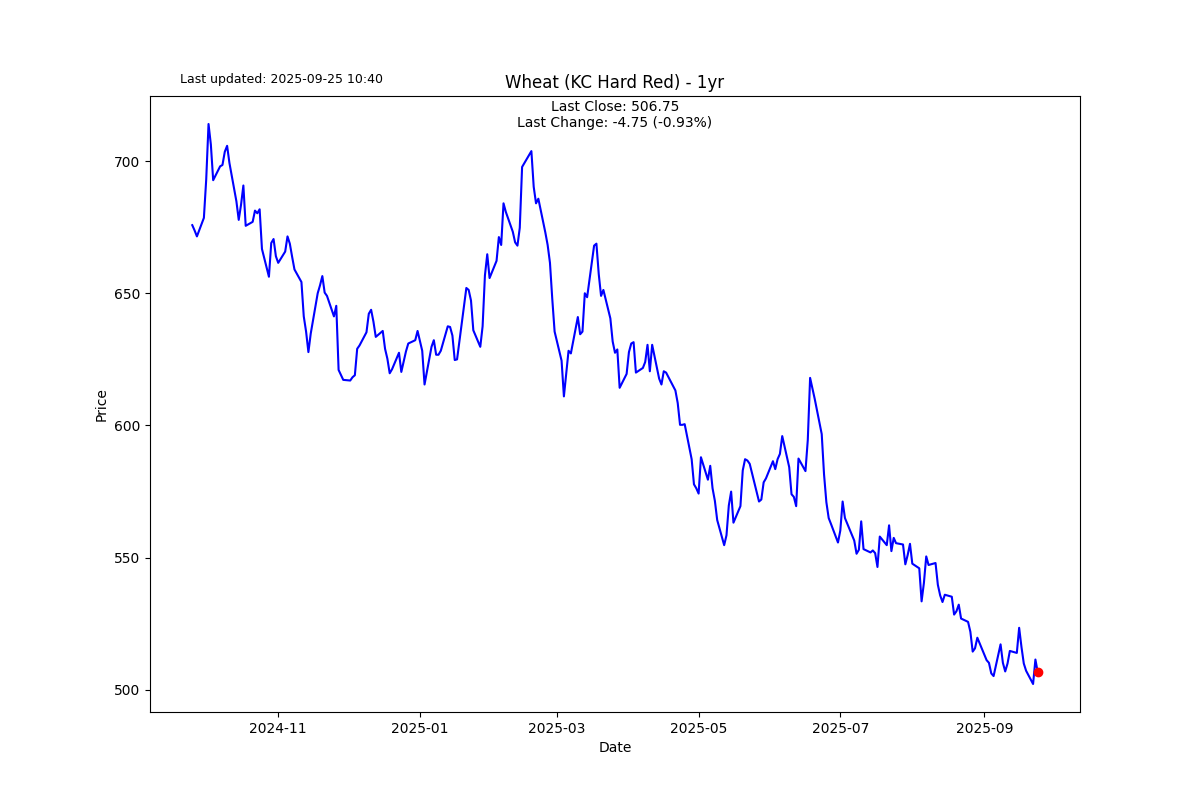 Last updated: 2025-09-25 10:40
Wheat (KC Hard Red) - 1yr
Last Close: 506.75
Last Change: -4.75 (-0.93%)
700
650
600
550
500
Price
2024-11
2025-01
2025-03
2025-05
2025-07
2025-09
Date